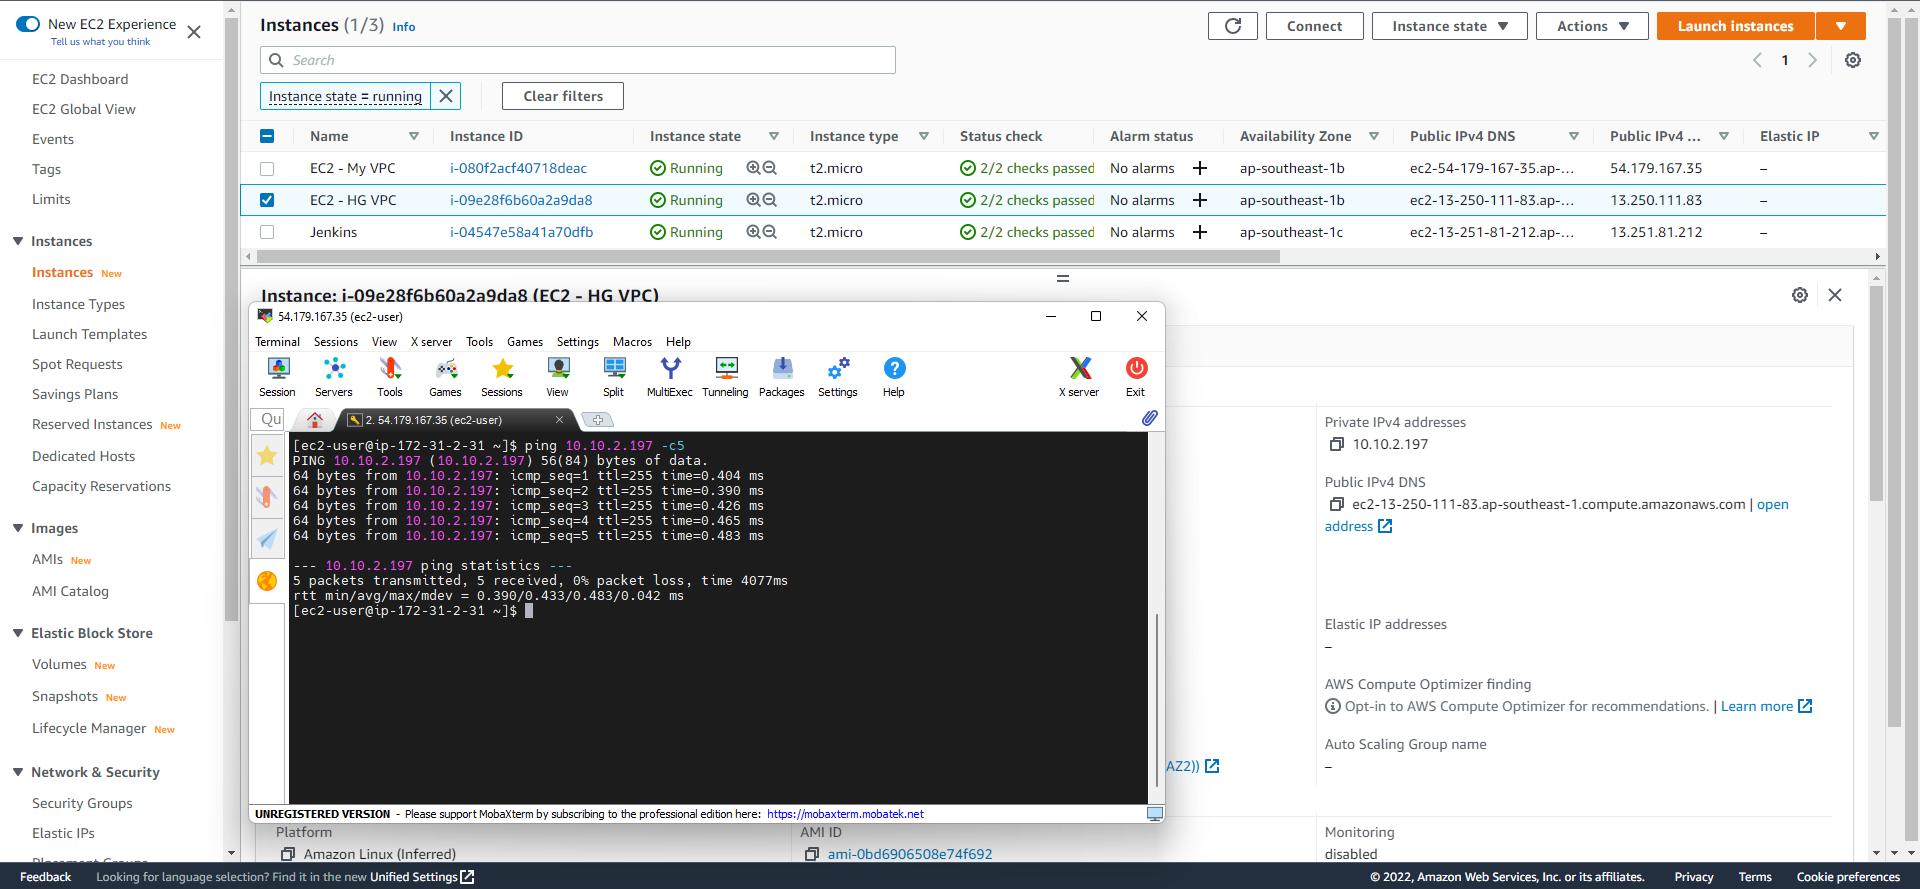 New EC2 Experience
Tell us what you think
EC2 Dashboard
EC2 Global View
Events
Tags
Limits
Instances
Instances New
Instance Types
Launch Templates
Spot Requests
Savings Plans
Reserved Instances New
Dedicated Hosts
Capacity Reservations
Images
AMIs New
AMI Catalog
Elastic Block Store
Volumes New
Snapshots New
Lifecycle Manager New
Network & Security
Security Groups
Elastic IPs
Placement Groups
Instances (1/3) Info
Connect
Instance state
Actions
Launch instances
Search
1
Instance state = running
Clear filters
Name Instance ID Instance state Instance type Status check Alarm status Availability Zone Public IPv4 DNS Public IPv4 ... Elastic IP
EC2 - My VPC i-080f2acf40718deac Running t2.micro 2/2 checks passed No alarms + ap-southeast-1b ec2-54-179-167-35.ap-... 54.179.167.35 –
EC2 - HG VPC i-09e28f6b60a2a9da8 Running t2.micro 2/2 checks passed No alarms + ap-southeast-1b ec2-13-250-111-83.ap-... 13.250.111.83 –
Jenkins i-04547e58a41a70dfb Running t2.micro 2/2 checks passed No alarms + ap-southeast-1c ec2-13-251-81-212.ap-... 13.251.81.212 –
Instance: i-09e28f6b60a2a9da8 (EC2 - HG VPC)
54.179.167.35 (ec2-user)
Terminal Sessions View X server Tools Games Settings Macros Help
Session Servers Tools Games Sessions View Split MultiExec Tunneling Packages Settings Help X server Exit
Qu
2. 54.179.167.35 (ec2-user)
[ec2-user@ip-172-31-2-31 ~]$ ping 10.10.2.197 -c5
PING 10.10.2.197 (10.10.2.197) 56(84) bytes of data.
64 bytes from 10.10.2.197: icmp_seq=1 ttl=255 time=0.404 ms
64 bytes from 10.10.2.197: icmp_seq=2 ttl=255 time=0.390 ms
64 bytes from 10.10.2.197: icmp_seq=3 ttl=255 time=0.426 ms
64 bytes from 10.10.2.197: icmp_seq=4 ttl=255 time=0.465 ms
64 bytes from 10.10.2.197: icmp_seq=5 ttl=255 time=0.483 ms
--- 10.10.2.197 ping statistics ---
5 packets transmitted, 5 received, 0% packet loss, time 4077ms
rtt min/avg/max/mdev = 0.390/0.433/0.483/0.042 ms
[ec2-user@ip-172-31-2-31 ~]$
UNREGISTERED VERSION - Please support MobaXterm by subscribing to the professional edition here: https://mobaxterm.mobatek.net
Private IPv4 addresses
10.10.2.197
Public IPv4 DNS
ec2-13-250-111-83.ap-southeast-1.compute.amazonaws.com | open
address
Elastic IP addresses
–
AWS Compute Optimizer finding
Opt-in to AWS Compute Optimizer for recommendations. | Learn more
Auto Scaling Group name
AZ2)) –
Platform AMI ID Monitoring
Amazon Linux (Inferred) ami-0bd6906508e74f692 disabled
Feedback Looking for language selection? Find it in the new Unified Settings © 2022, Amazon Web Services, Inc. or its affiliates. Privacy Terms Cookie preferences